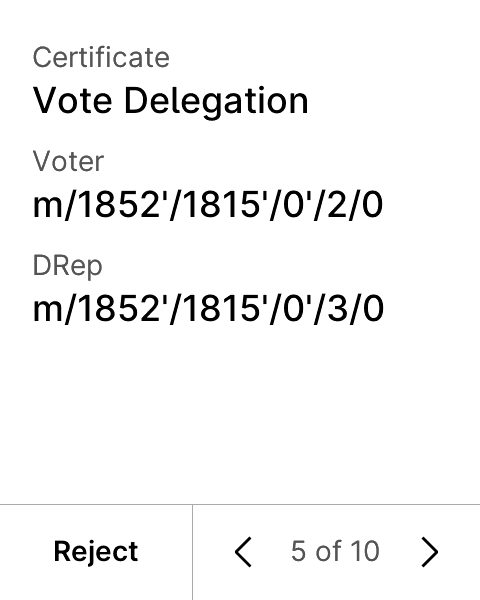 Certificate
Vote Delegation
Voter
m/1852'/1815'/0'/2/0
DRep
m/1852'/1815'/0'/3/0
Reject
5 of 10